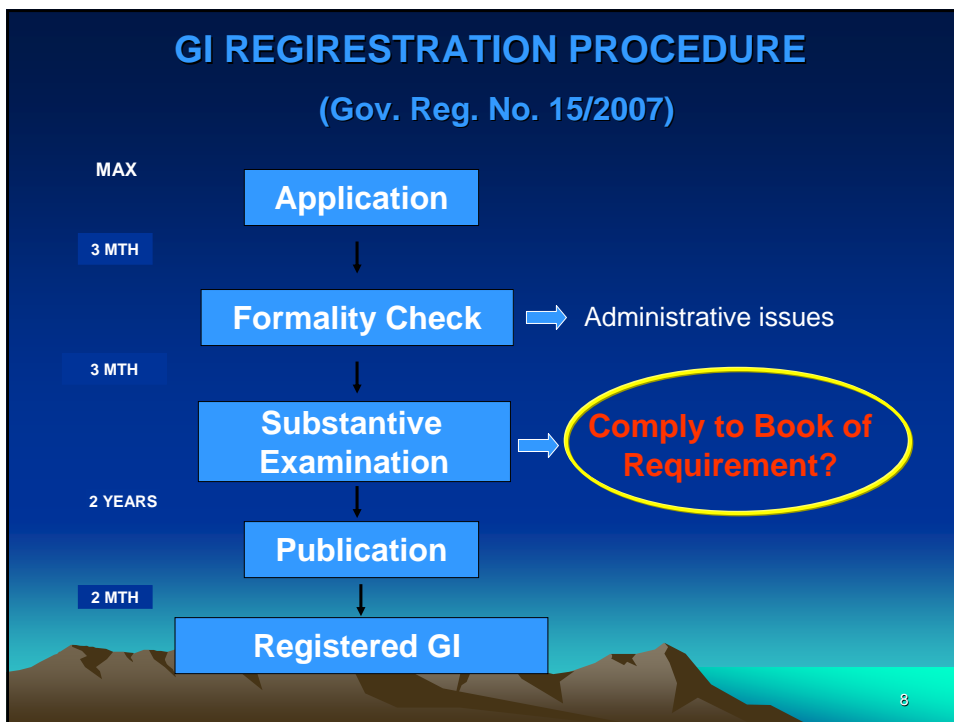 GI REGIRESTRATION PROCEDURE
(Gov. Reg. No. 15/2007)
MAX
Application
3 MTH
Formality Check
Administrative issues
3 MTH
Substantive
Examination
Comply to Book of
Requirement?
2 YEARS
Publication
2 MTH
Registered GI
8